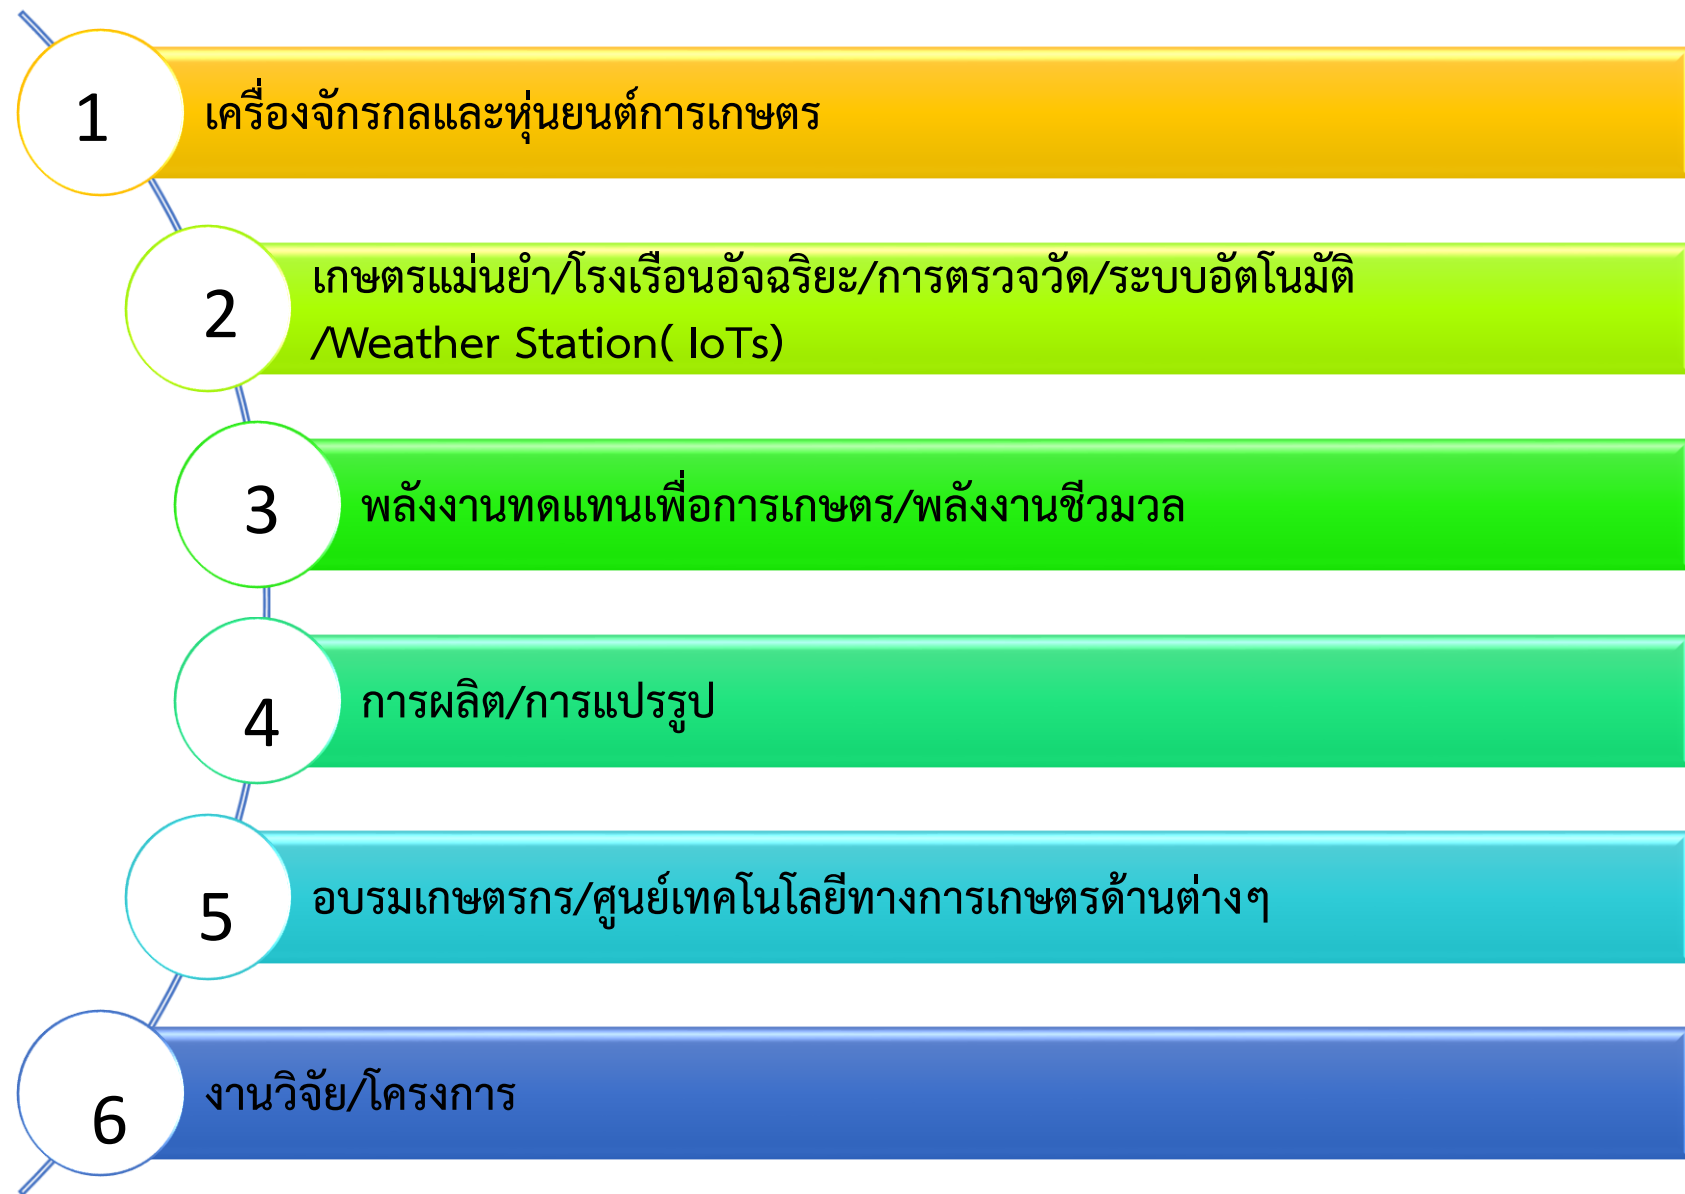 1
เครื่องจักรกลและหุ่นยนต์การเกษตร
2
เกษตรแม่นยำ/โรงเรือนอัจฉริยะ/การตรวจวัด/ระบบอัตโนมัติ
/Weather Station( IoTs)
3
พลังงานทดแทนเพื่อการเกษตร/พลังงานชีวมวล
4
การผลิต/การแปรรูป
5
อบรมเกษตรกร/ศูนย์เทคโนโลยีทางการเกษตรด้านต่างๆ
6
งานวิจัย/โครงการ